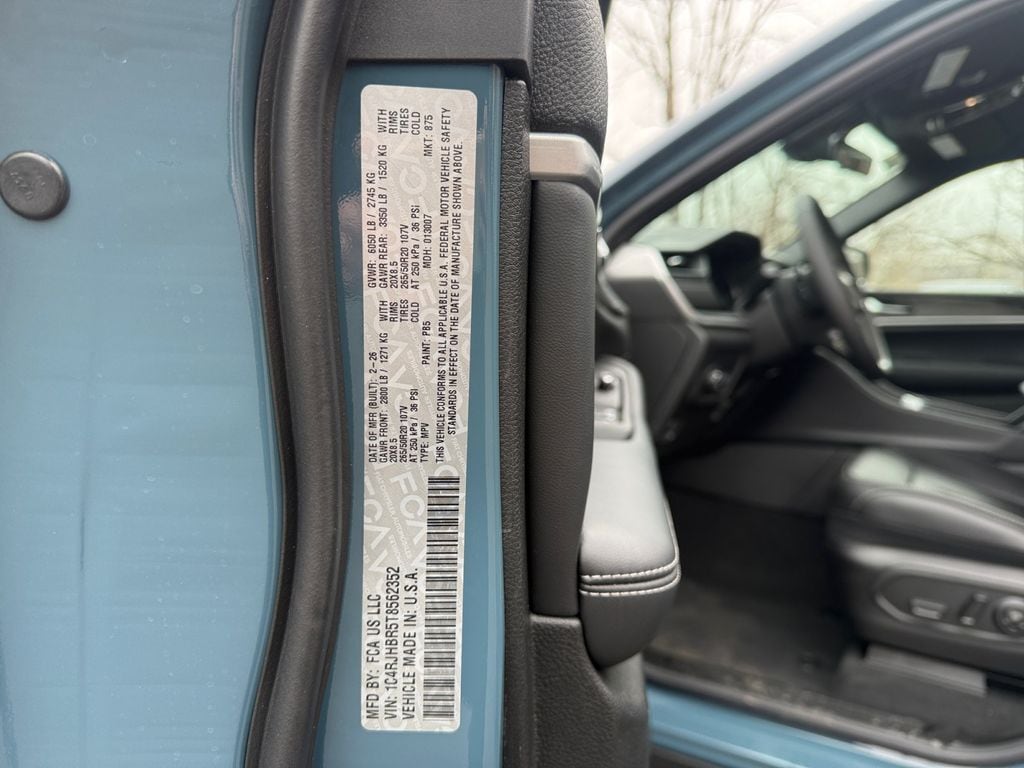 MFD BY: FCA US LLC
VIN: 1C4RJHBR5T8562352
VEHICLE MADE IN: U.S.A.
DATE OF MFR (BUILT): 2-26
GAWR FRONT: 2800 LB / 1271 KG WITH
20X8.5 RIMS
265/50R20 107V TIRES
AT 250 kPa / 36 PSI COLD
TYPE: MPV PAINT: PB5
GVWR: 6050 LB / 2745 KG
GAWR REAR: 3350 LB / 1520 KG WITH
20X8.5 RIMS
265/50R20 107V TIRES
AT 250 kPa / 36 PSI COLD
MDH: 013007 MKT: 875
THIS VEHICLE CONFORMS TO ALL APPLICABLE U.S.A. FEDERAL MOTOR VEHICLE SAFETY
STANDARDS IN EFFECT ON THE DATE OF MANUFACTURE SHOWN ABOVE.